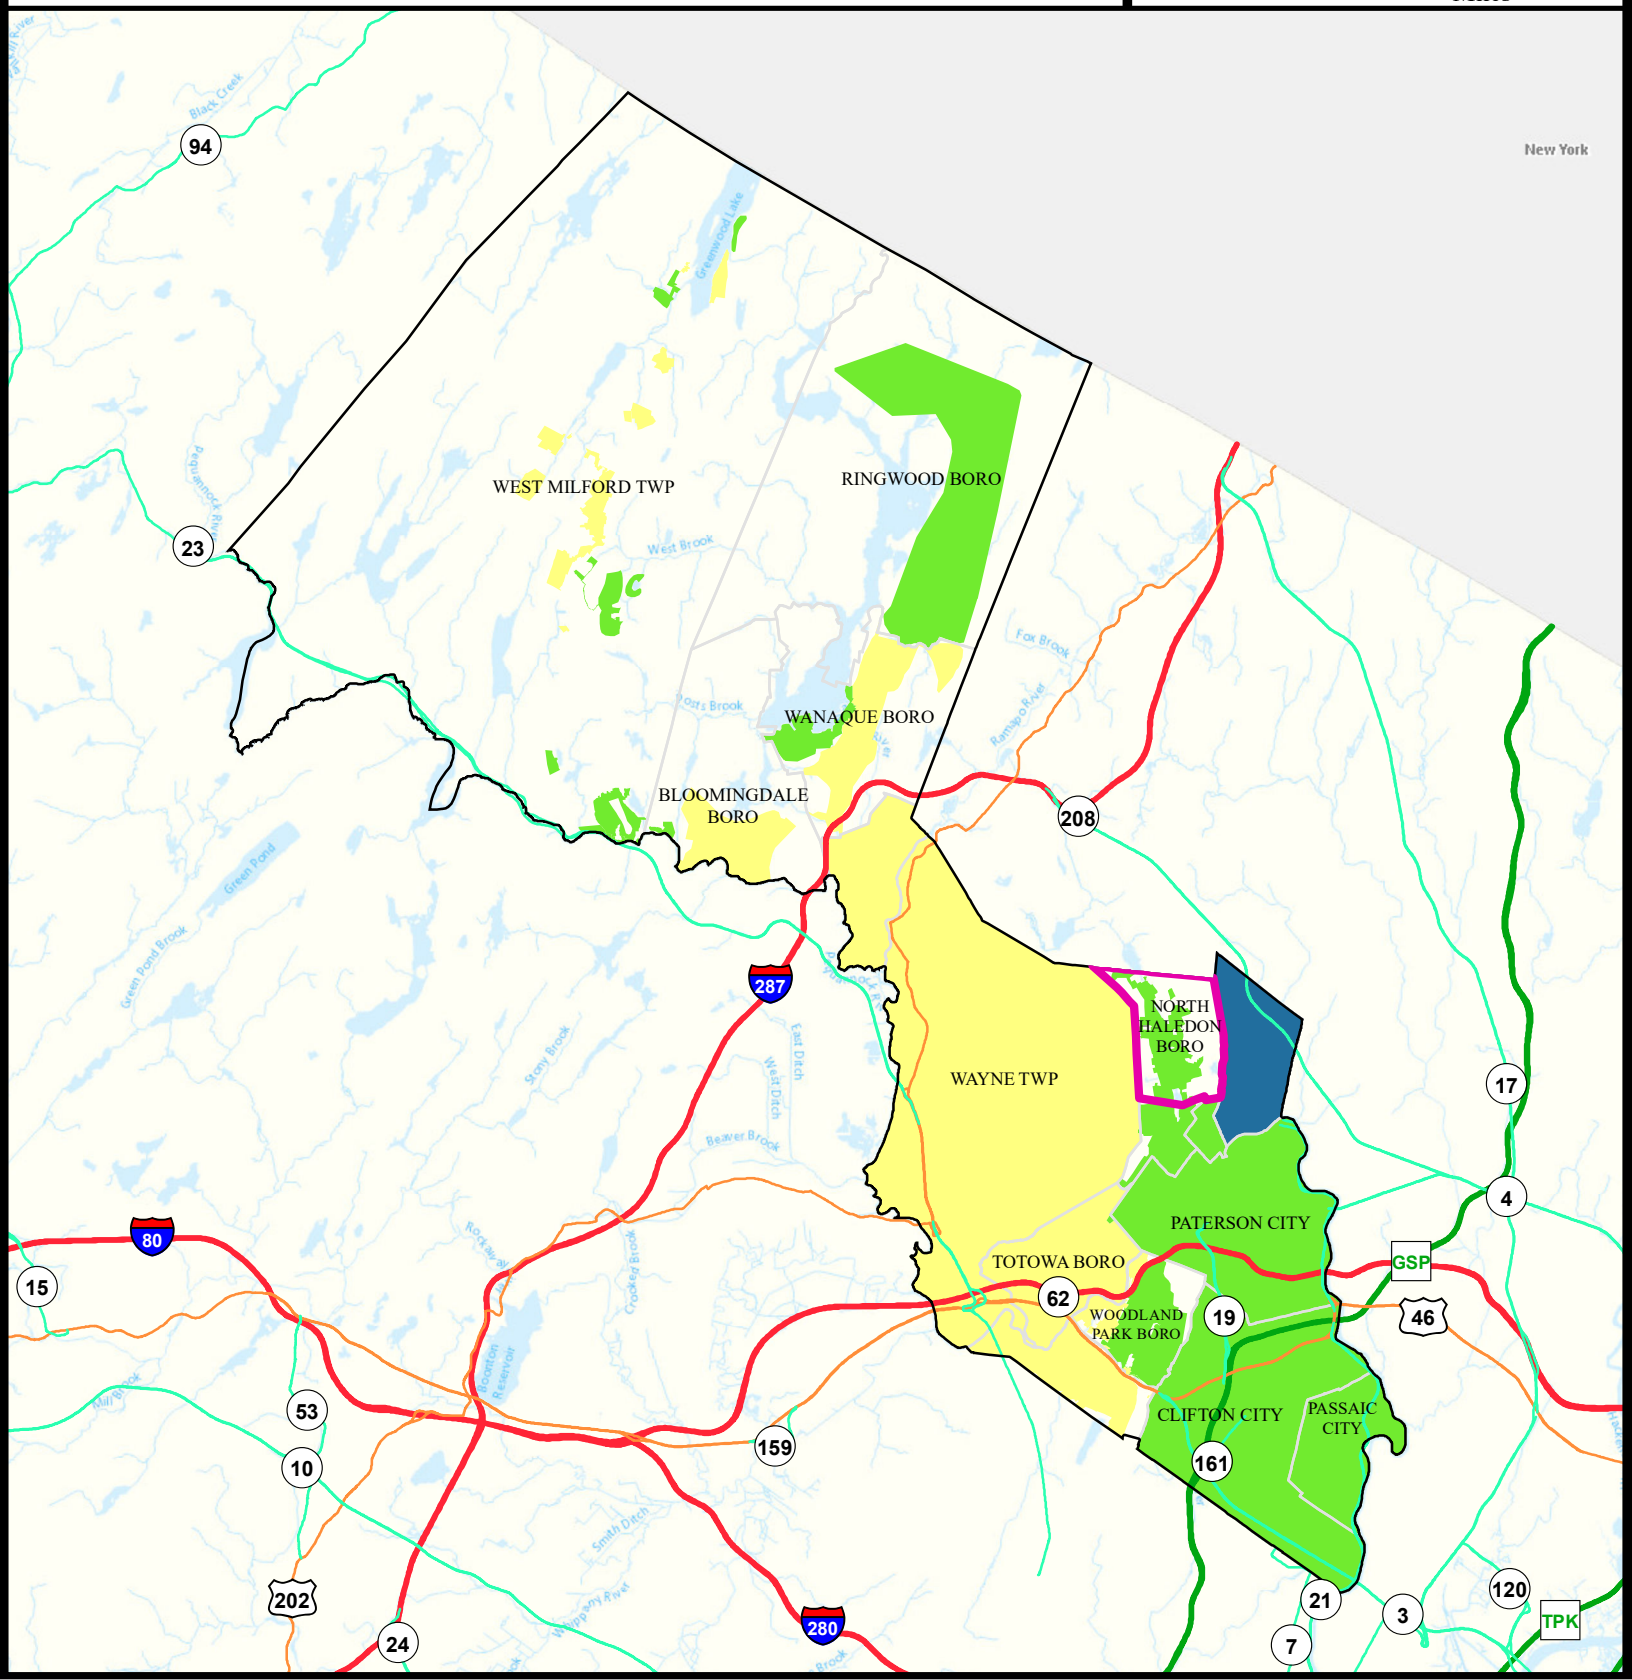 New York
Black Creek
94
Greenwood Lake
Pequannock River
RINGWOOD BORO
WEST MILFORD TWP
23
West Brook
Fox Brook
Ramapo River
WANAQUE BORO
River
BLOOMINGDALE
BORO
208
Green Pond
Green Pond Brook
287
NORTH
HALEDON
BORO
East Ditch
West Ditch
Stony Brook
WAYNE TWP
17
Beaver Brook
4
PATERSON CITY
80
Rockaway
Crooked Brook
TOTOWA BORO
GSP
15
62
WOODLAND
PARK BORO
19
46
Boonton
Reservoir
Mill Brook
53
CLIFTON CITY
PASSAIC
CITY
159
161
10
Smith Ditch
202
Whippany River
280
21
120
3
TPK
24
7
Brook